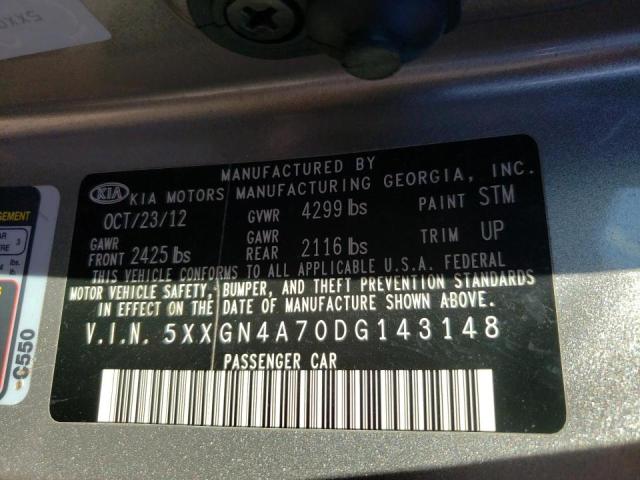 MANUFACTURED BY
KIA KIA MOTORS MANUFACTURING GEORGIA, INC.
OCT/23/12 GVWR 4299 lbs PAINT STM
GAWR FRONT 2425 lbs GAWR REAR 2116 lbs TRIM UP
THIS VEHICLE CONFORMS TO ALL APPLICABLE U.S.A. FEDERAL
MOTOR VEHICLE SAFETY, BUMPER, AND THEFT PREVENTION STANDARDS
IN EFFECT ON THE DATE OF MANUFACTURE SHOWN ABOVE.
V.I.N. 5XXGN4A70DG143148
PASSENGER CAR
C550